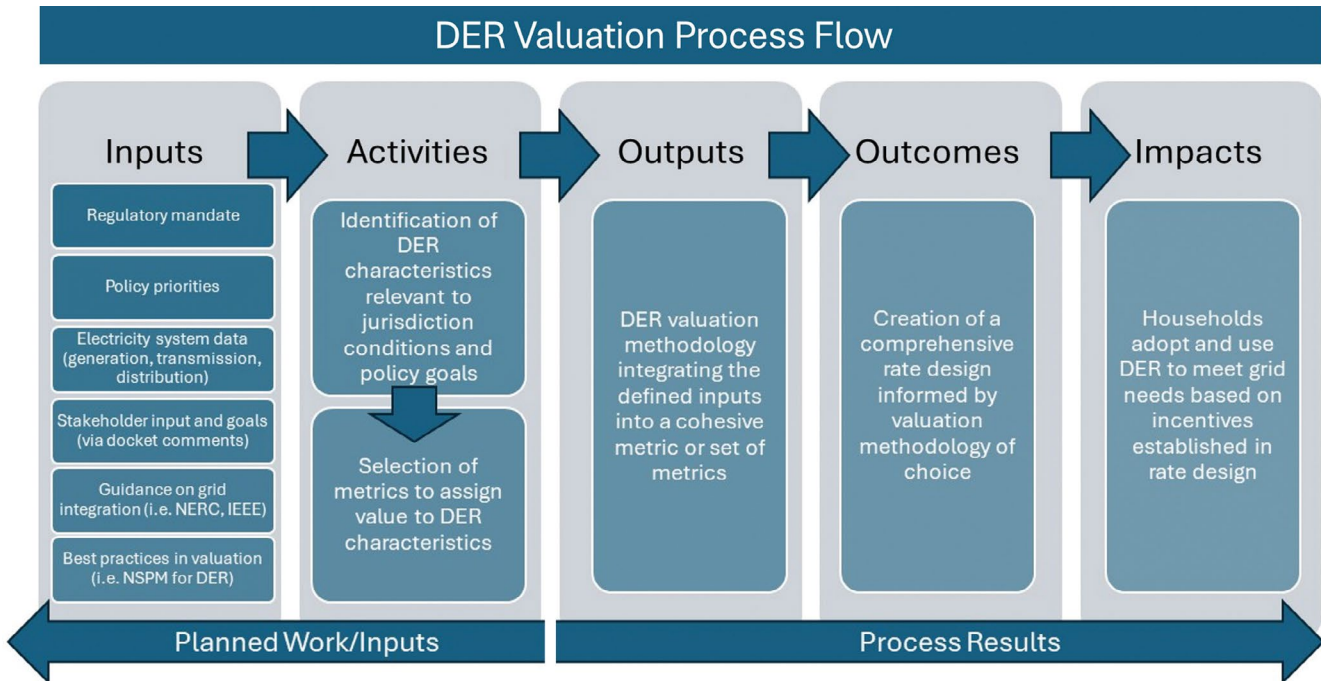 DER Valuation Process Flow
Inputs
Regulatory mandate
Policy priorities
Electricity system data
(generation, transmission,
distribution)
Stakeholder input and goals
(via docket comments)
Guidance on grid
integration (i.e. NERC, IEEE)
Best practices in valuation
(i.e. NSPM for DER)
Activities
Identification of
DER
characteristics
relevant to
jurisdiction
conditions and
policy goals
Selection of
metrics to assign
value to DER
characteristics
Outputs
DER valuation
methodology
integrating the
defined inputs
into a cohesive
metric or set of
metrics
Outcomes
Creation of a
comprehensive
rate design
informed by
valuation
methodology of
choice
Impacts
Households
adopt and use
DER to meet grid
needs based on
incentives
established in
rate design
Planned Work/Inputs
Process Results